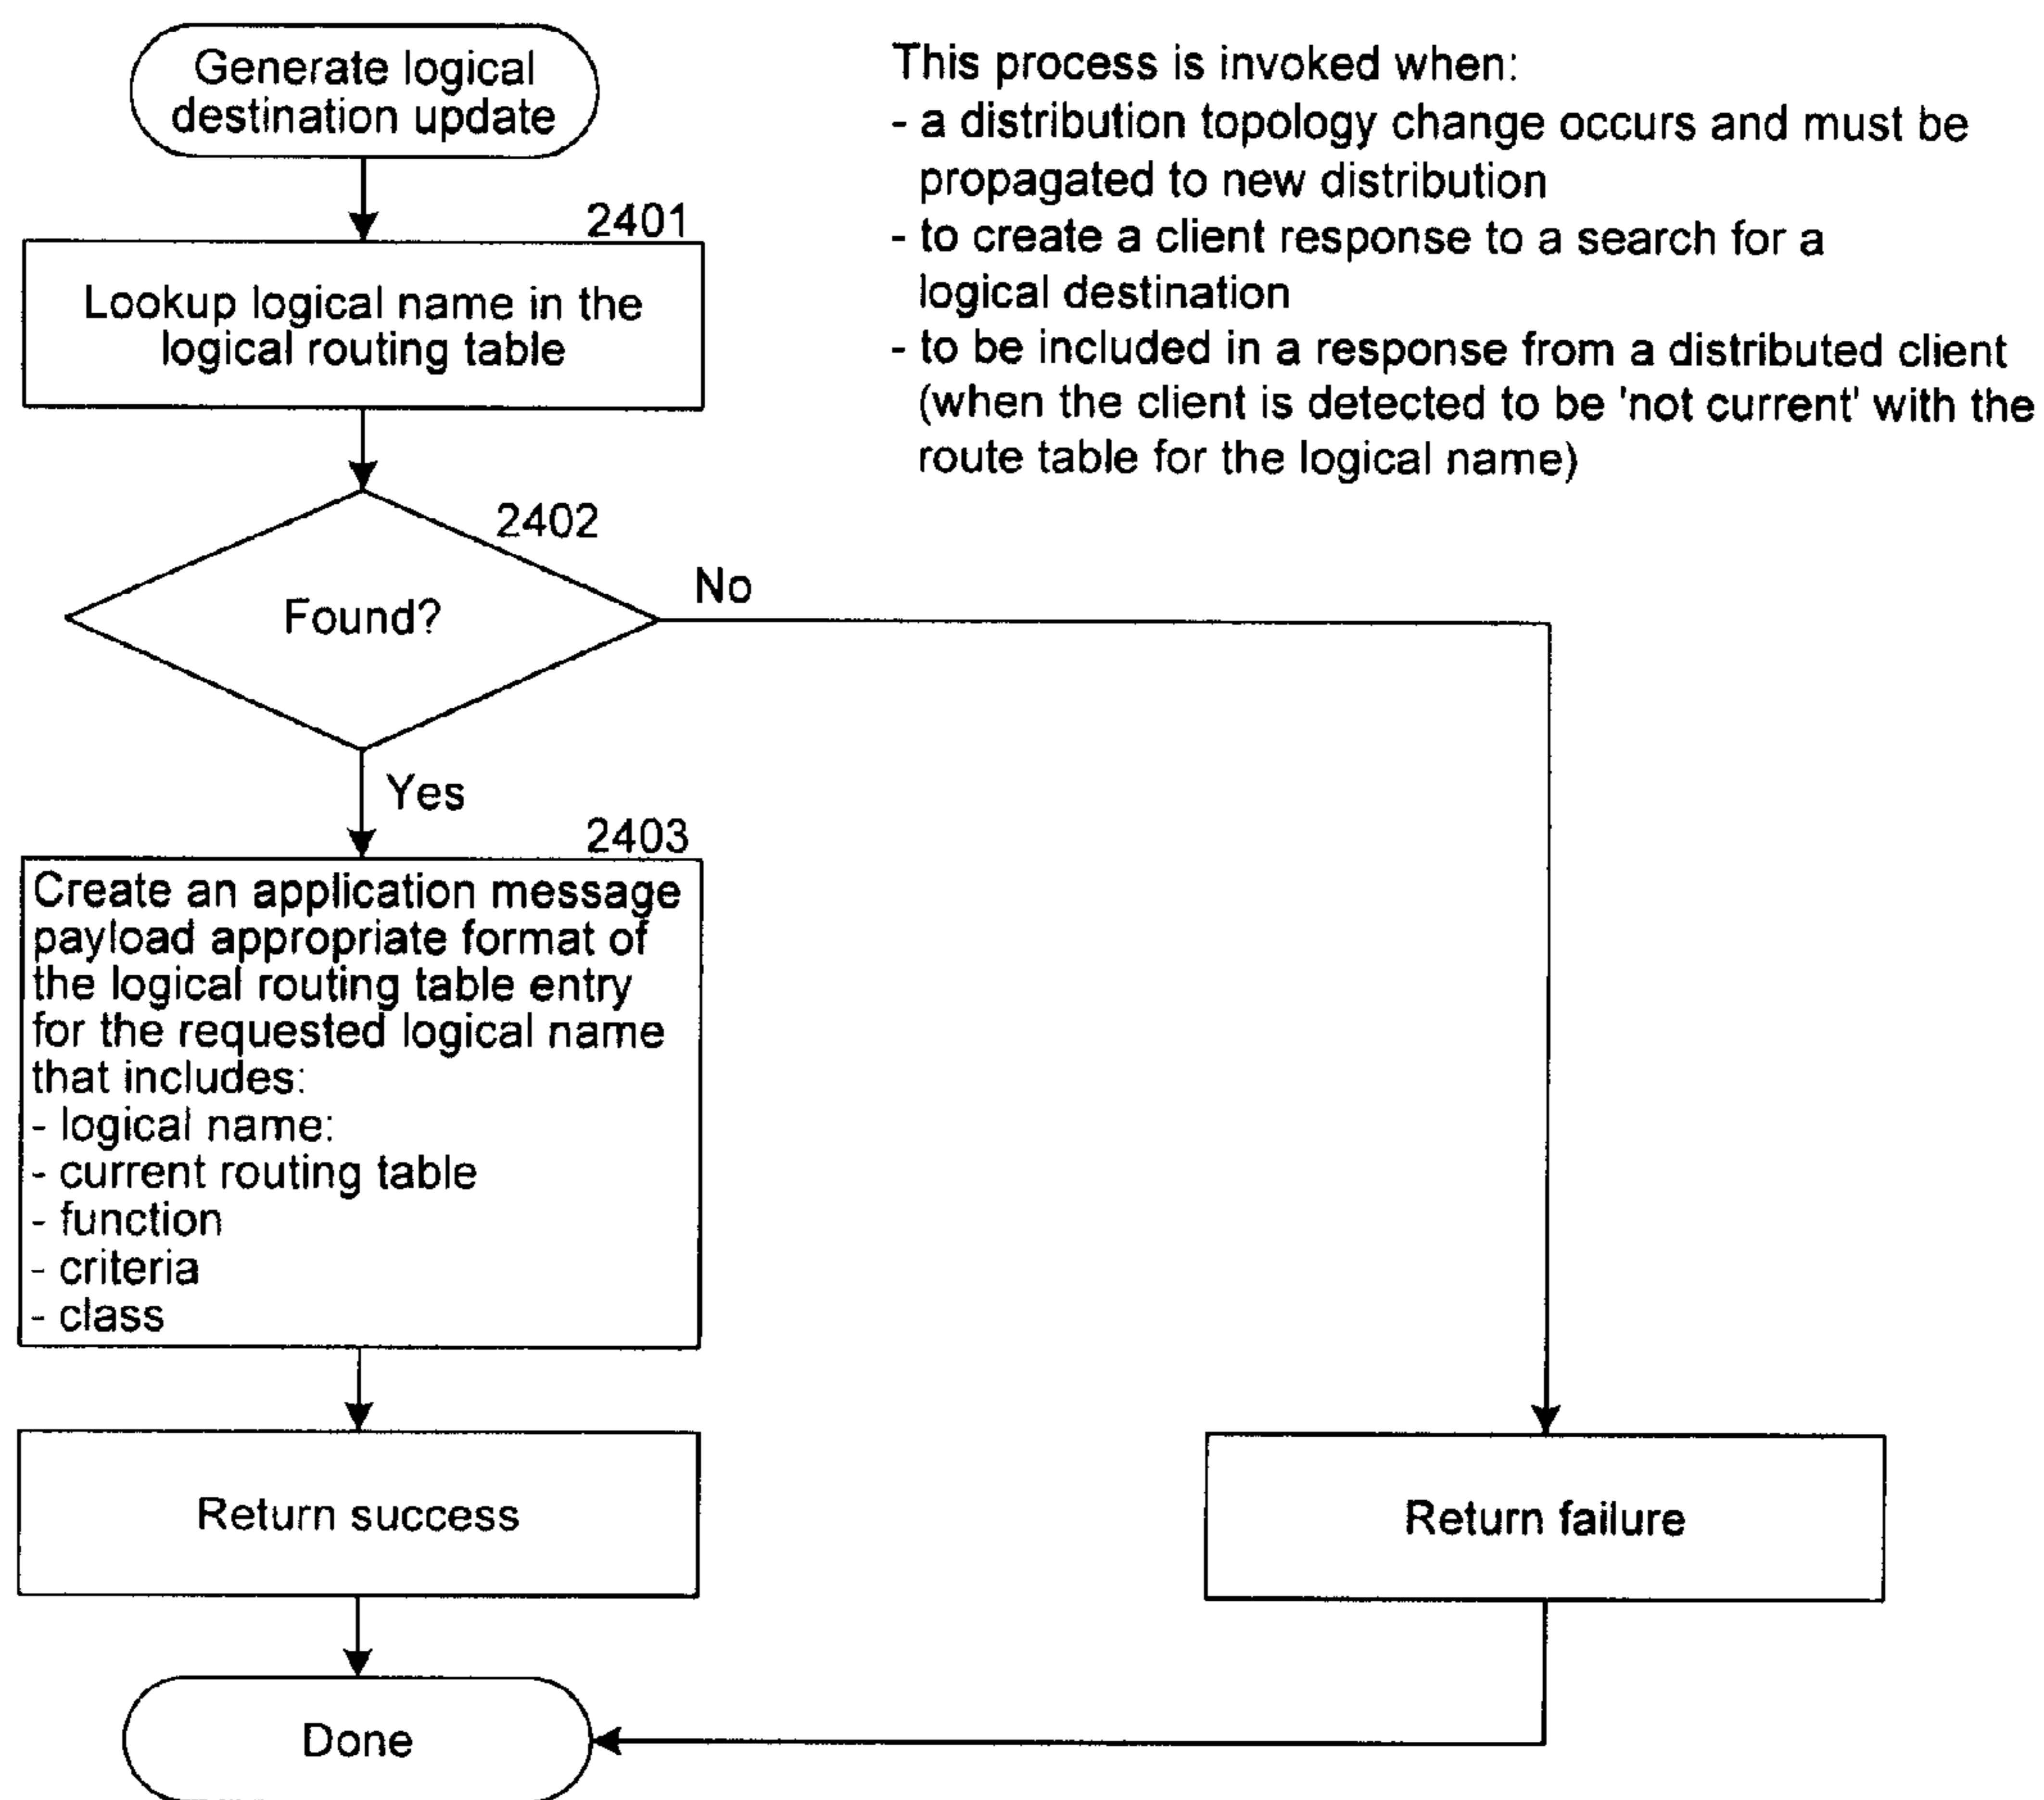 Generate logical
destination update
This process is invoked when:
- a distribution topology change occurs and must be
propagated to new distribution
- to create a client response to a search for a
logical destination
- to be included in a response from a distributed client
(when the client is detected to be 'not current' with the
route table for the logical name)
2401
Lookup logical name in the
logical routing table
2402
Found?
No
Yes
2403
Create an application message
payload appropriate format of
the logical routing table entry
for the requested logical name
that includes:
- logical name:
- current routing table
- function
- criteria
- class
Return success
Return failure
Done